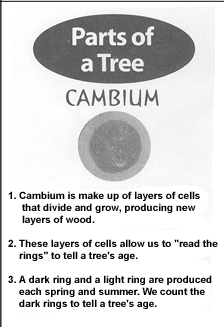 Parts of
a Tree
CAMBIUM
1. Cambium is make up of layers of cells
that divide and grow, producing new
layers of wood.
2. These layers of cells allow us to "read the
rings" to tell a tree's age.
3. A dark ring and a light ring are produced
each spring and summer. We count the
dark rings to tell a tree's age.